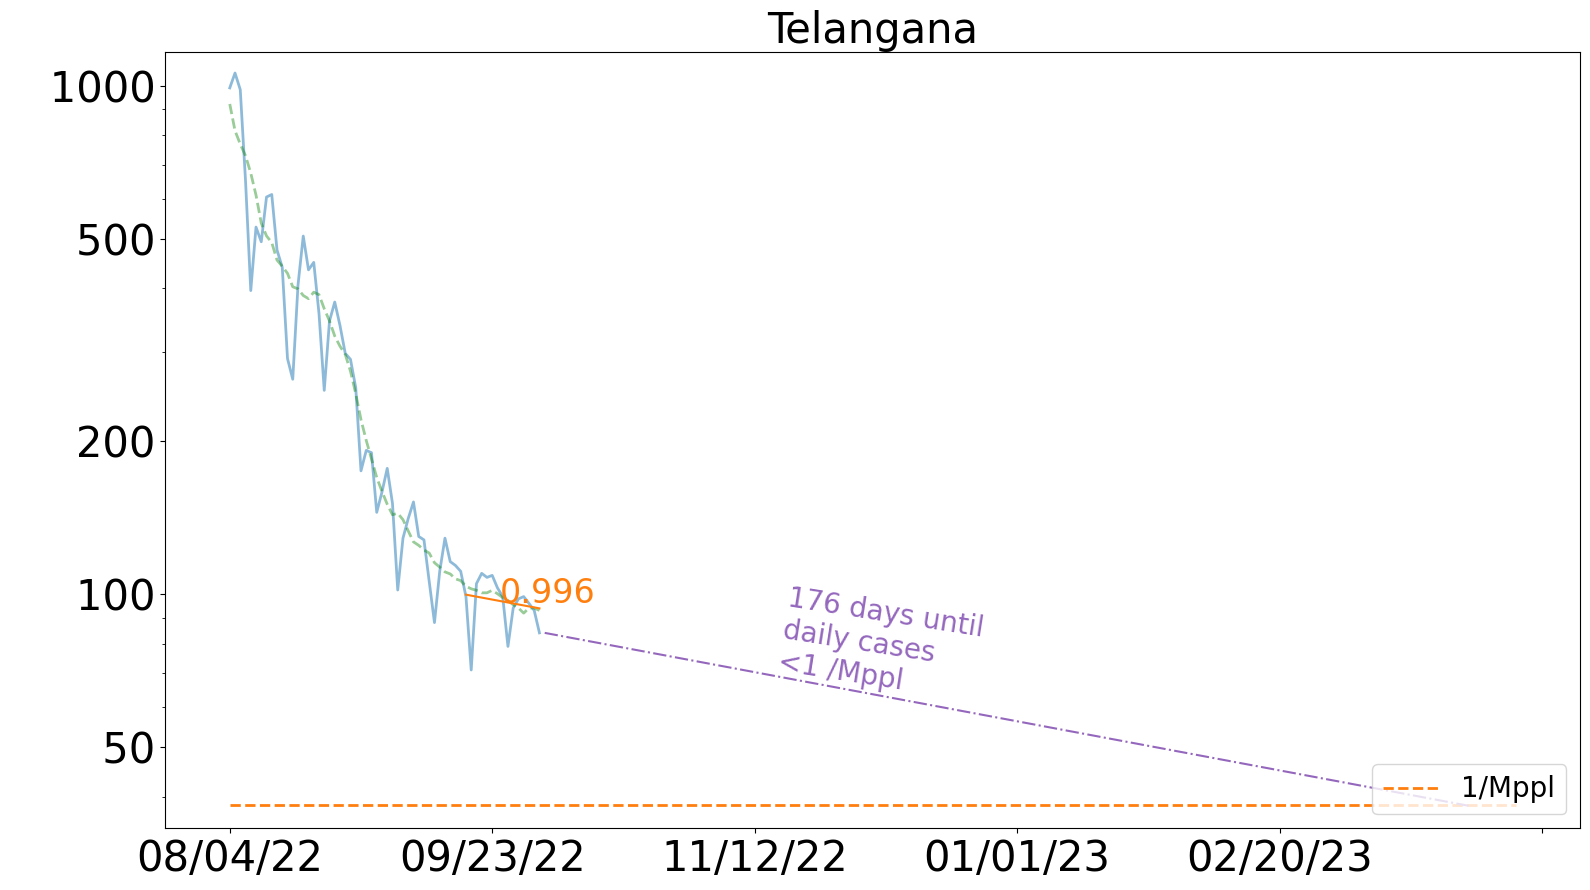 Telangana
1000
500
200
100
50
0.996
176 days until
daily cases
<1 /Mppl
1/Mppl
08/04/22 09/23/22 11/12/22 01/01/23 02/20/23